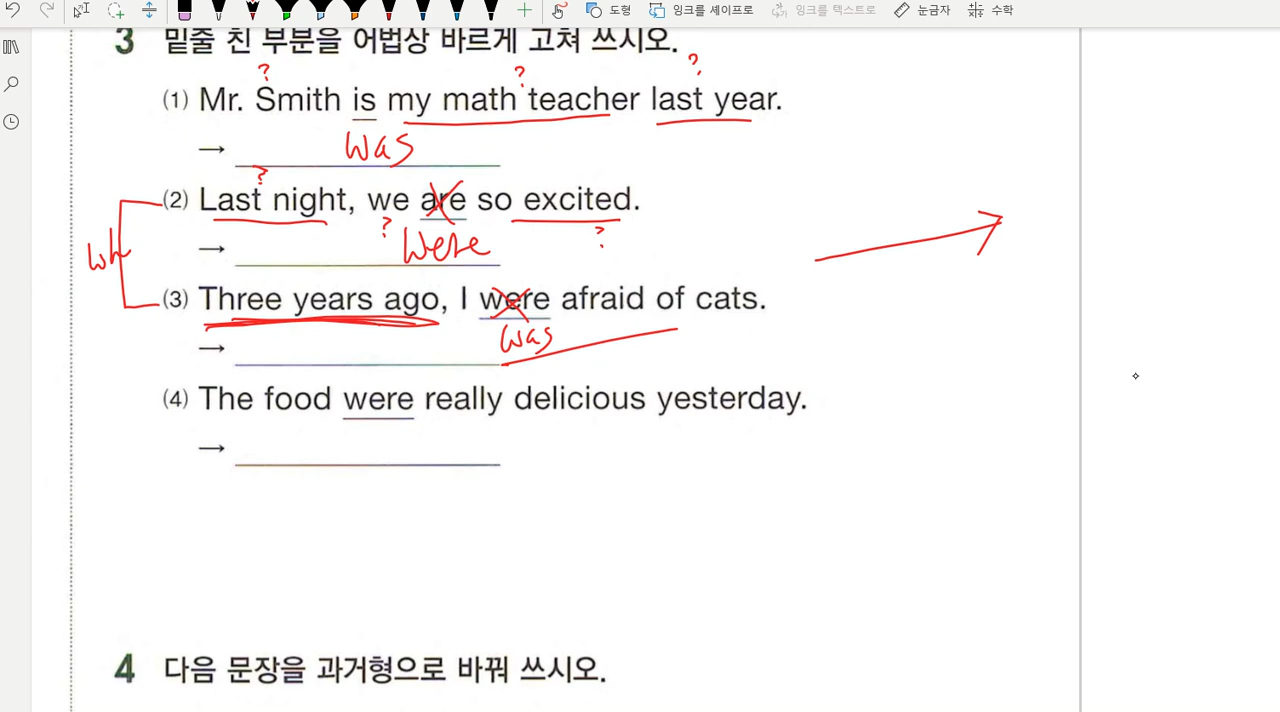 도형 잉크를 셰이프로 잉크를 텍스트로 눈금자 수학
3 밑줄 친 부분을 어법상 바르게 고쳐 쓰시오.
? ? ?
(1) Mr. Smith is my math teacher last year.
→ was
?
(2) Last night, we are so excited.
? ?
→ were
wh
(3) Three years ago, I were afraid of cats.
→ was
(4) The food were really delicious yesterday.
→
4 다음 문장을 과거형으로 바꿔 쓰시오.